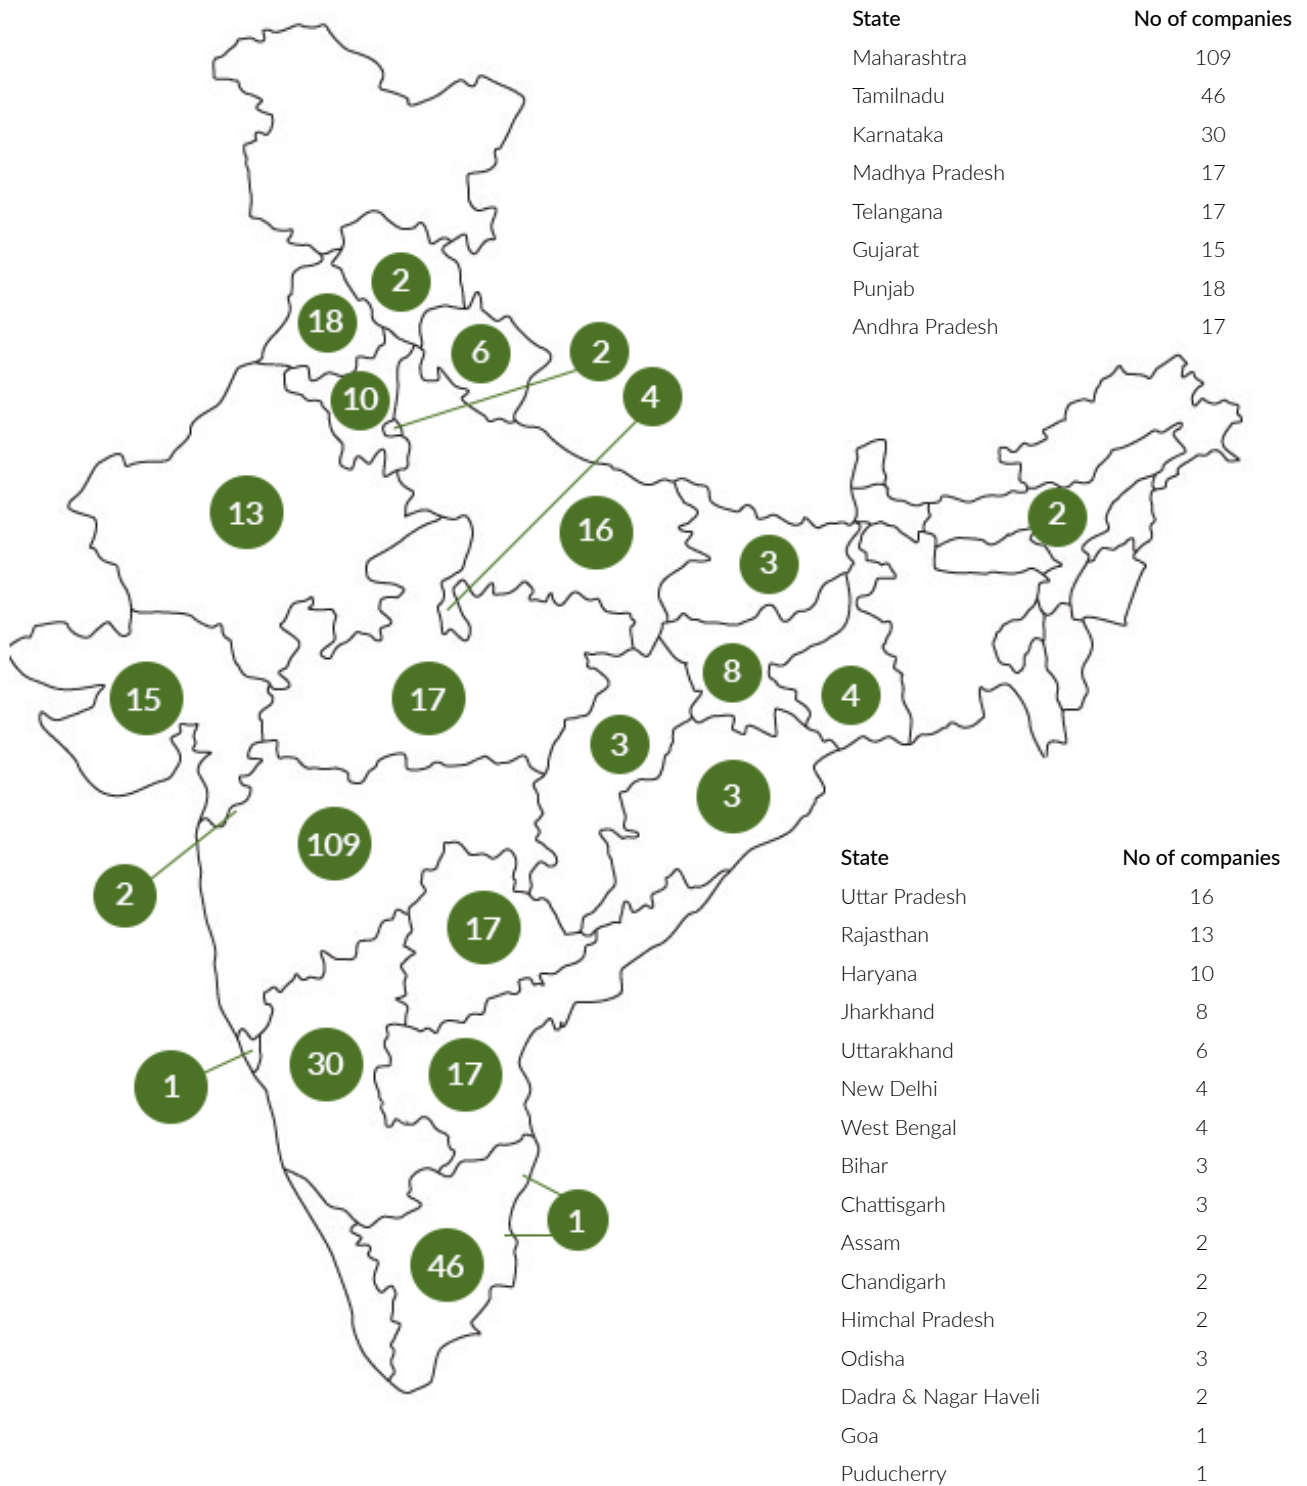 State No of companies
Maharashtra 109
Tamilnadu 46
Karnataka 30
Madhya Pradesh 17
Telangana 17
Gujarat 15
Punjab 18
Andhra Pradesh 17
2
18
6
2
10
4
13
16
2
3
8
15
17
4
3
3
109
2
17
30
17
1
1
46
State No of companies
Uttar Pradesh 16
Rajasthan 13
Haryana 10
Jharkhand 8
Uttarakhand 6
New Delhi 4
West Bengal 4
Bihar 3
Chattisgarh 3
Assam 2
Chandigarh 2
Himchal Pradesh 2
Odisha 3
Dadra & Nagar Haveli 2
Goa 1
Puducherry 1